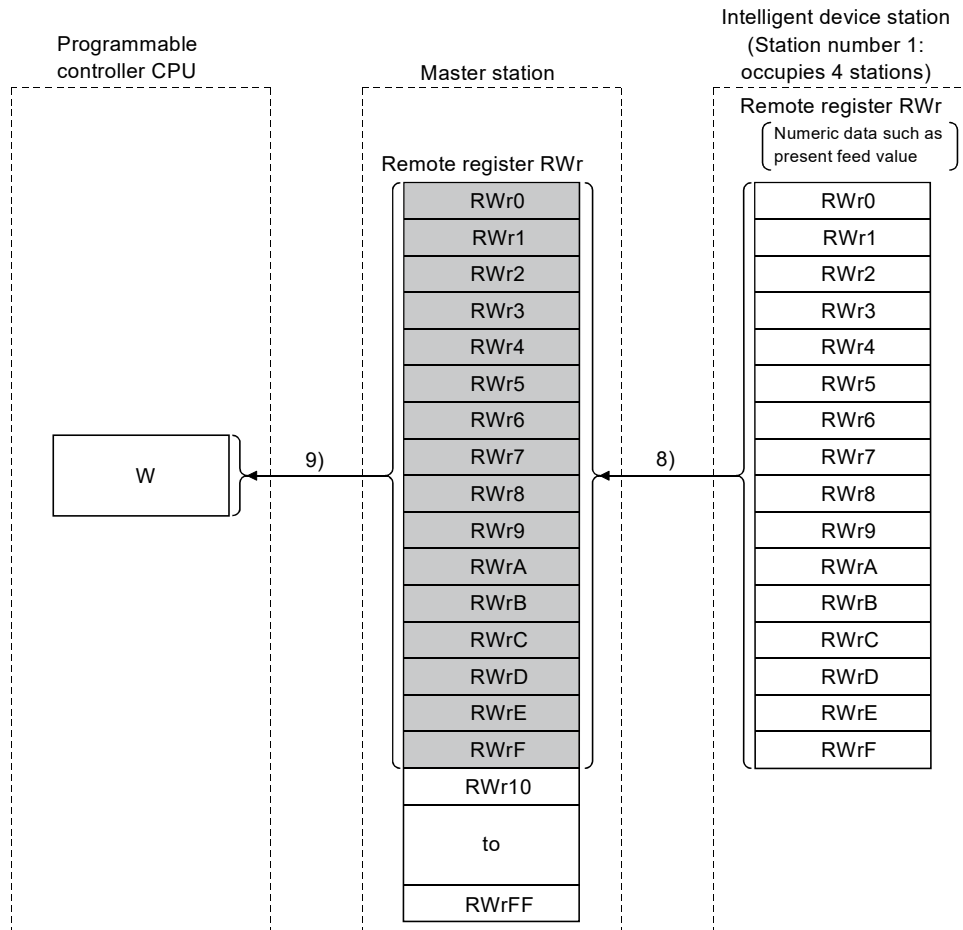 Programmable
controller CPU
Master station
Intelligent device station
(Station number 1:
occupies 4 stations)
Remote register RWr
Numeric data such as
present feed value
Remote register RWr
RWr0
RWr1
RWr2
RWr3
RWr4
RWr5
RWr6
RWr7
RWr8
RWr9
RWrA
RWrB
RWrC
RWrD
RWrE
RWrF
RWr10
to
RWrFF
W
9)
8)
RWr0
RWr1
RWr2
RWr3
RWr4
RWr5
RWr6
RWr7
RWr8
RWr9
RWrA
RWrB
RWrC
RWrD
RWrE
RWrF